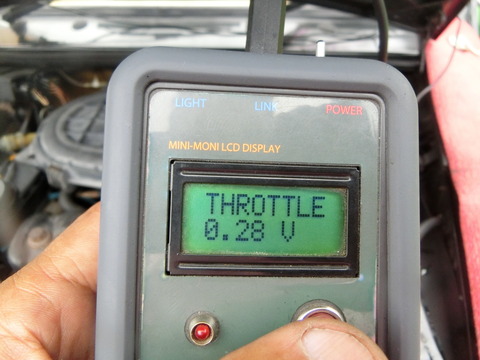 LIGHT LINK POWER
MINI-MONI LCD DISPLAY
THROTTLE
0.28 V